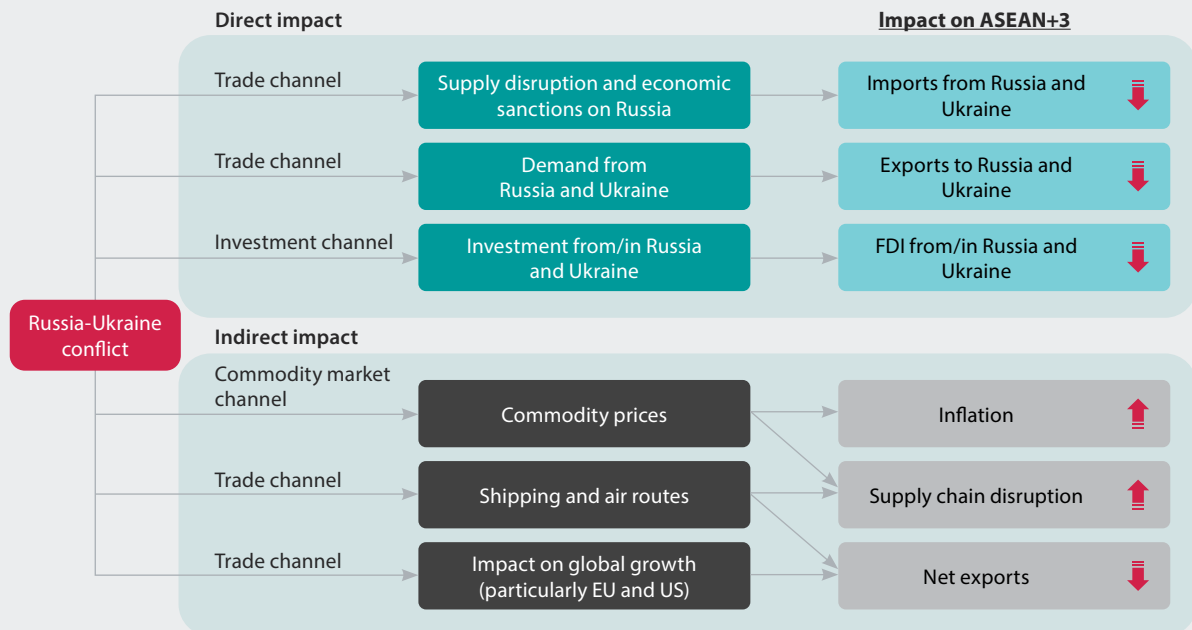 Direct impact
Impact on ASEAN+3
Trade channel
Supply disruption and economic
sanctions on Russia
Imports from Russia and
Ukraine
Trade channel
Demand from
Russia and Ukraine
Exports to Russia and
Ukraine
Investment channel
Investment from/in Russia
and Ukraine
FDI from/in Russia and
Ukraine
Russia-Ukraine
conflict
Indirect impact
Commodity market
channel
Commodity prices
Inflation
Trade channel
Shipping and air routes
Supply chain disruption
Trade channel
Impact on global growth
(particularly EU and US)
Net exports